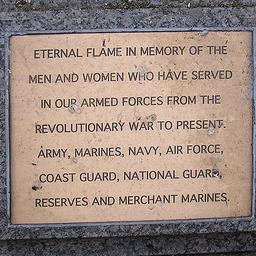 ETERNAL FLAME IN MEMORY OF THE
MEN AND WOMEN WHO HAVE SERVED
IN OUR ARMED FORCES FROM THE
REVOLUTIONARY WAR TO PRESENT.
ARMY, MARINES, NAVY, AIR FORCE,
COAST GUARD, NATIONAL GUARD,
RESERVES AND MERCHANT MARINES.